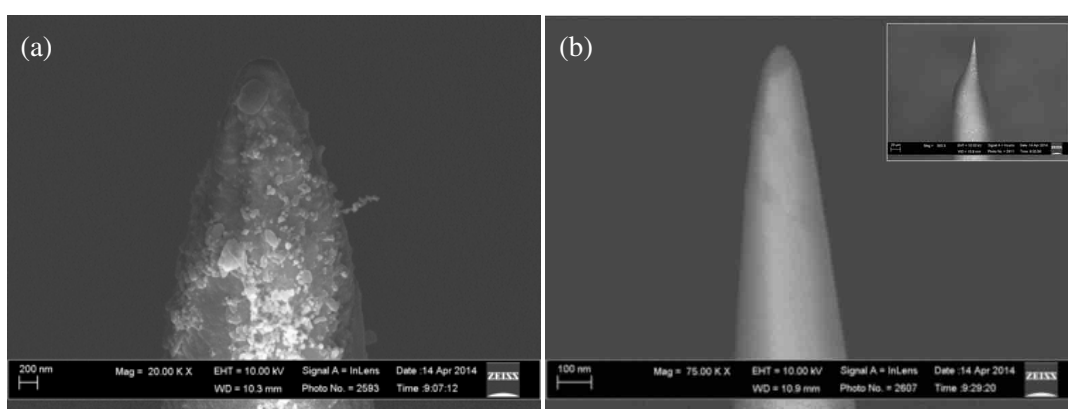 (a)
200 nm
Mag = 20.00 K X
EHT = 10.00 kV
Signal A = InLens
Date :14 Apr 2014
WD = 10.3 mm
Photo No. = 2593
Time :9:07:12
ZEISS
(b)
100 nm
Mag = 75.00 K X
EHT = 10.00 kV
Signal A = InLens
Date :14 Apr 2014
WD = 10.9 mm
Photo No. = 2607
Time :9:29:20
ZEISS